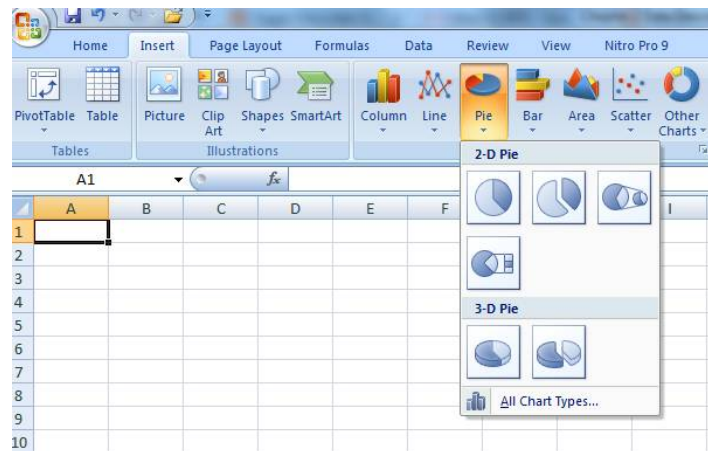 Home Insert Page Layout Formulas Data Review View Nitro Pro 9
PivotTable Table Picture Clip Art Shapes SmartArt Column Line Pie Bar Area Scatter Other Charts
Tables Illustrations
2-D Pie
A1 fx
A B C D E F I
1
2
3
4
3-D Pie
5
6
7
8
All Chart Types...
9
10